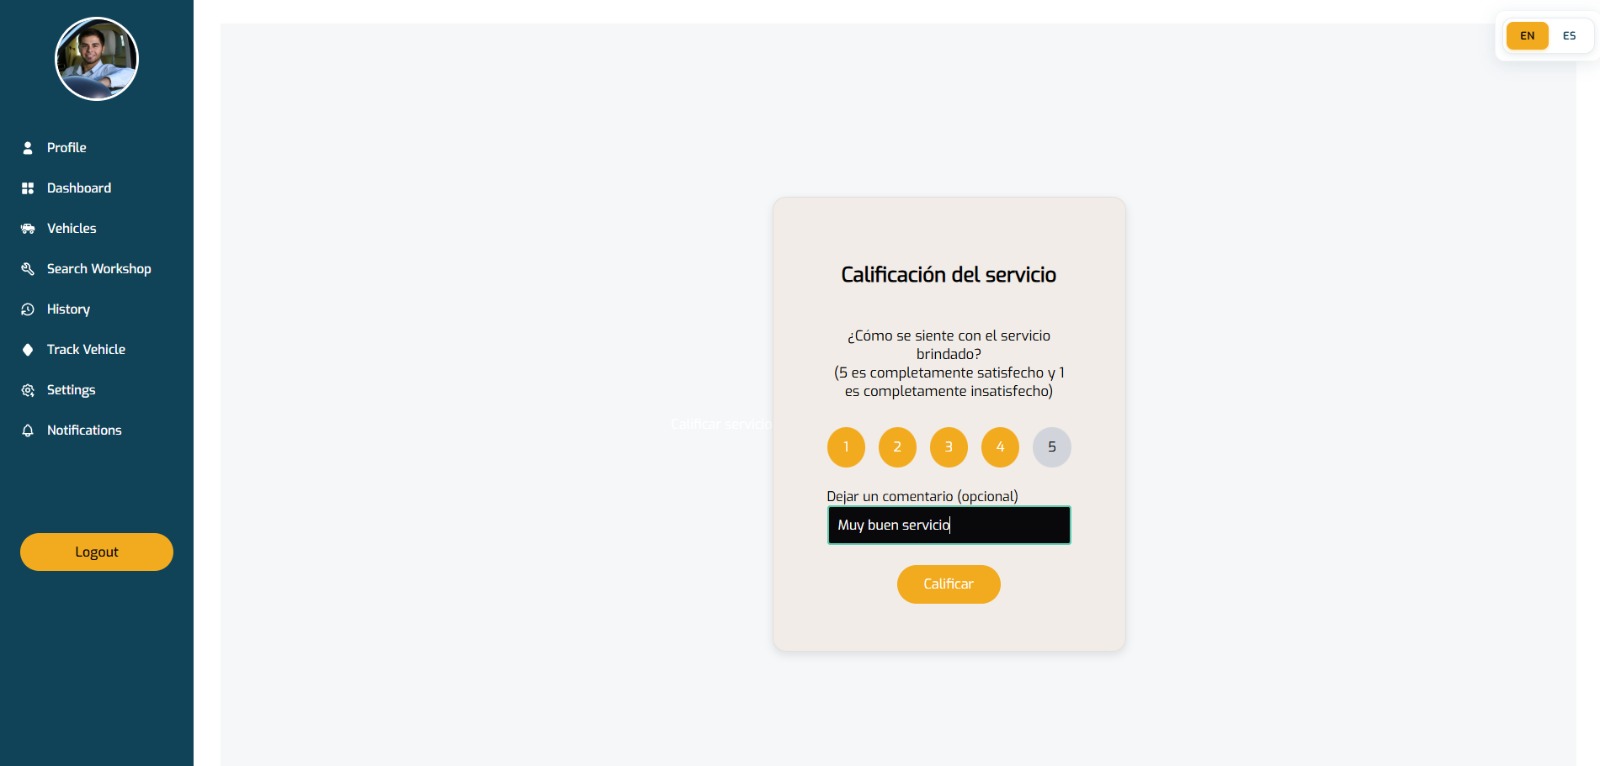 EN
ES
Profile
Dashboard
Vehicles
Search Workshop
History
Track Vehicle
Settings
Notifications
Logout
Calificar servicio
Calificación del servicio
¿Cómo se siente con el servicio
brindado?
(5 es completamente satisfecho y 1
es completamente insatisfecho)
1 2 3 4 5
Dejar un comentario (opcional)
Muy buen servicio
Calificar